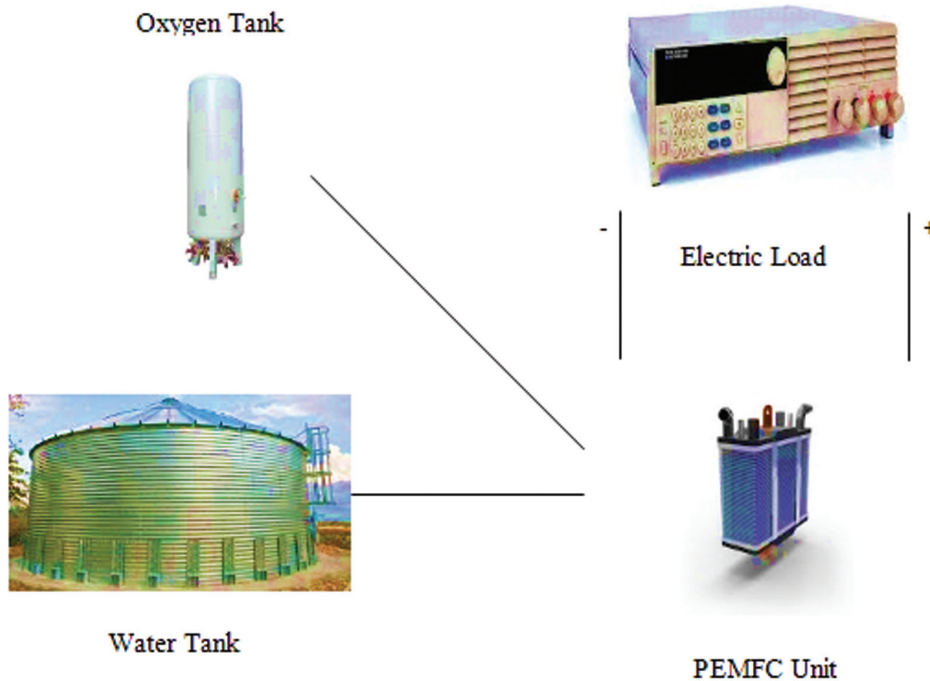 Oxygen Tank
-
+
Electric Load
Water Tank
PEMFC Unit